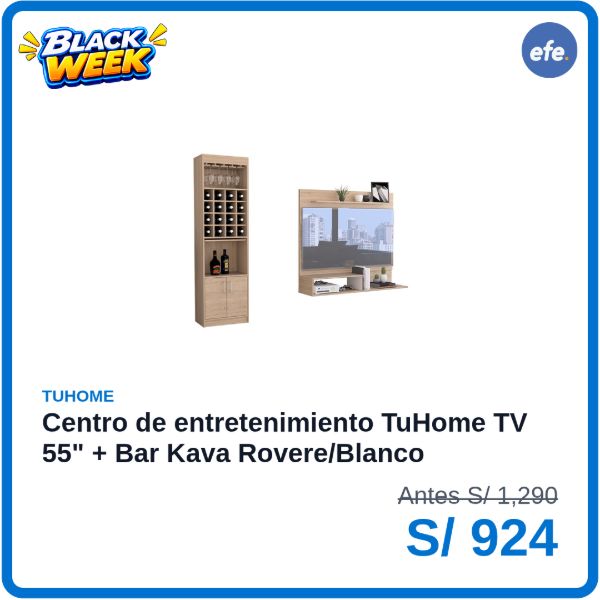 BLACK
WEEK
efe.
TUHOME
Centro de entretenimiento TuHome TV
55" + Bar Kava Rovere/Blanco
Antes S/ 1,290
S/ 924